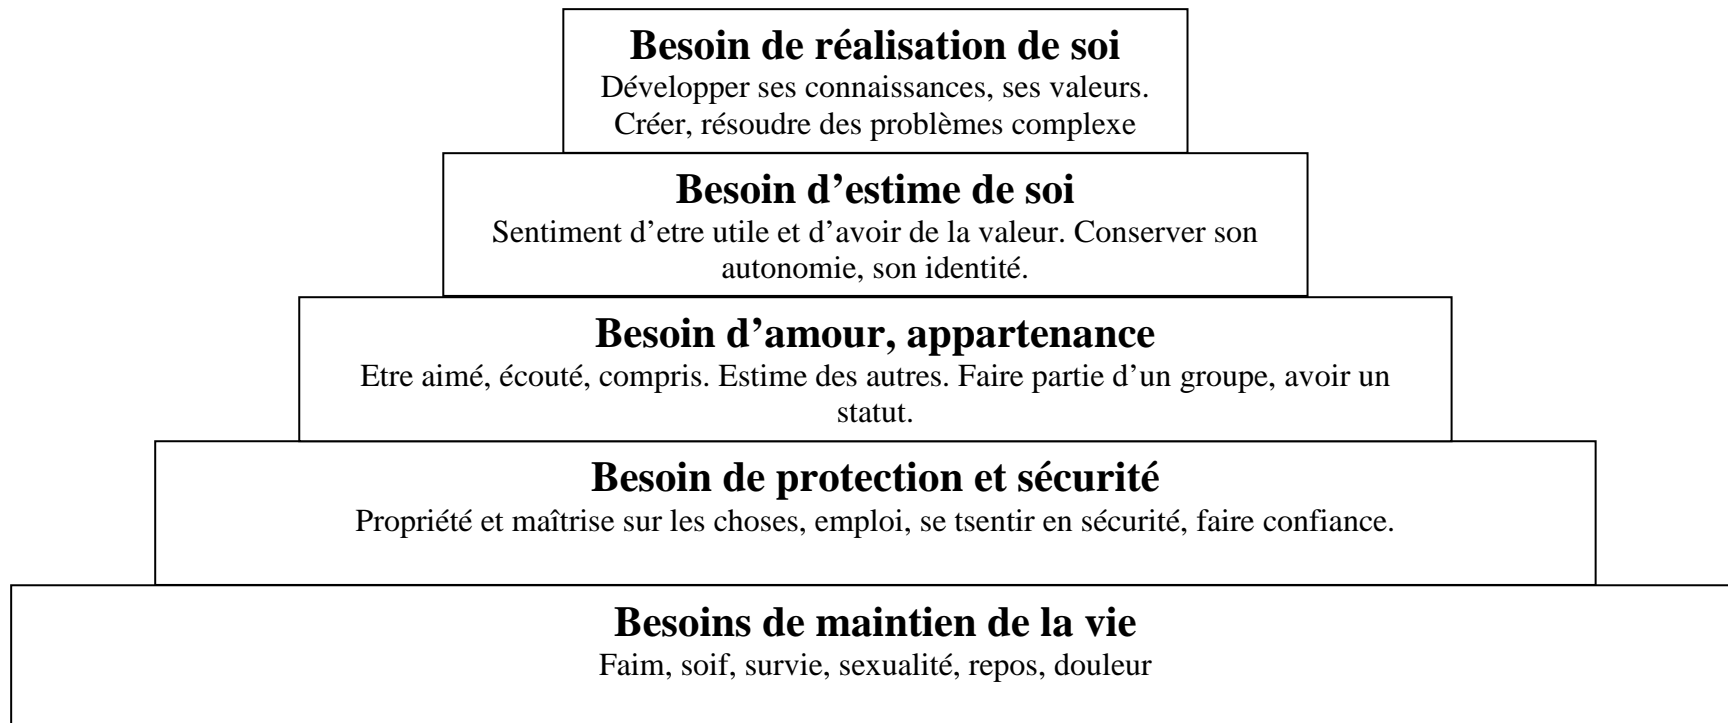 Besoin de réalisation de soi
Développer ses connaissances, ses valeurs.
Créer, résoudre des problèmes complexe
Besoin d’estime de soi
Sentiment d’etre utile et d’avoir de la valeur. Conserver son
autonomie, son identité.
Besoin d’amour, appartenance
Etre aimé, écouté, compris. Estime des autres. Faire partie d’un groupe, avoir un
statut.
Besoin de protection et sécurité
Propriété et maîtrise sur les choses, emploi, se tsentir en sécurité, faire confiance.
Besoins de maintien de la vie
Faim, soif, survie, sexualité, repos, douleur